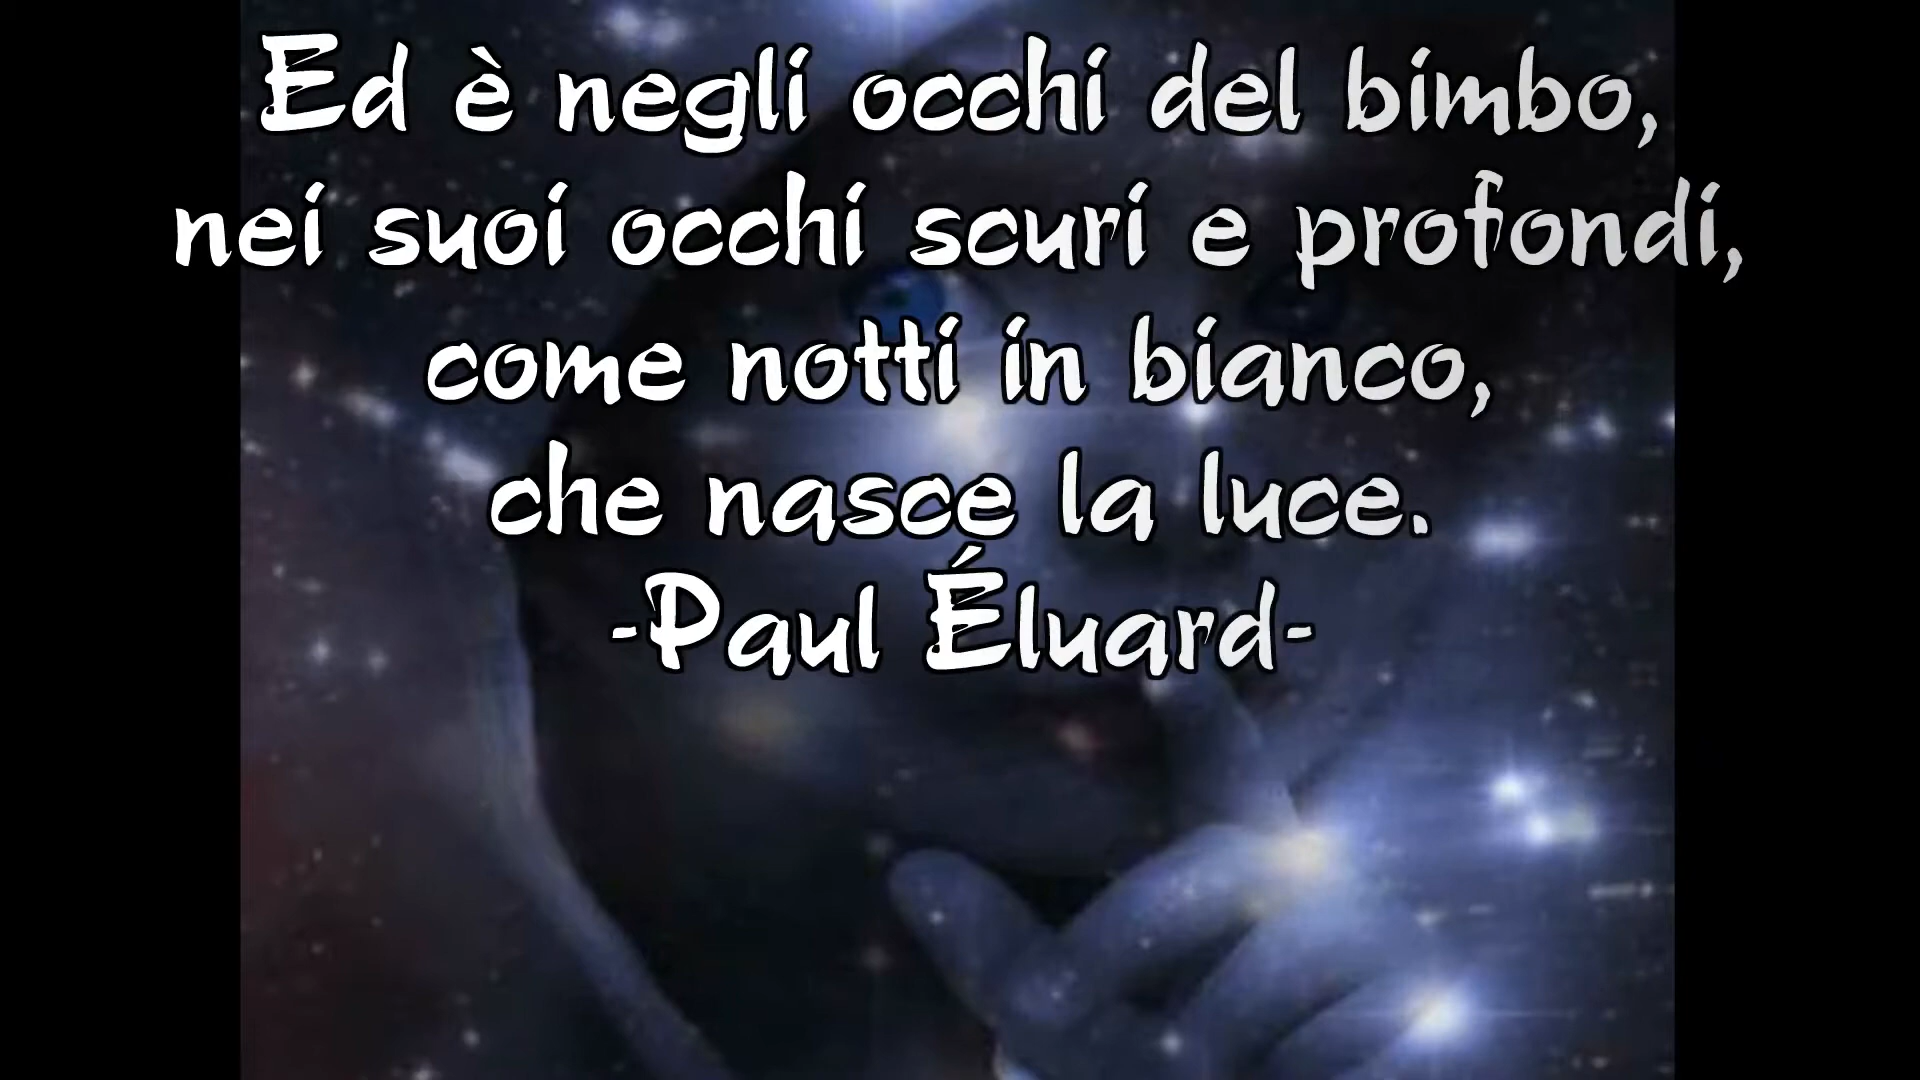 Ed è negli occhi del bimbo,
nei suoi occhi scuri e profondi,
come notti in bianco,
che nasce la luce.
-Paul Éluard-